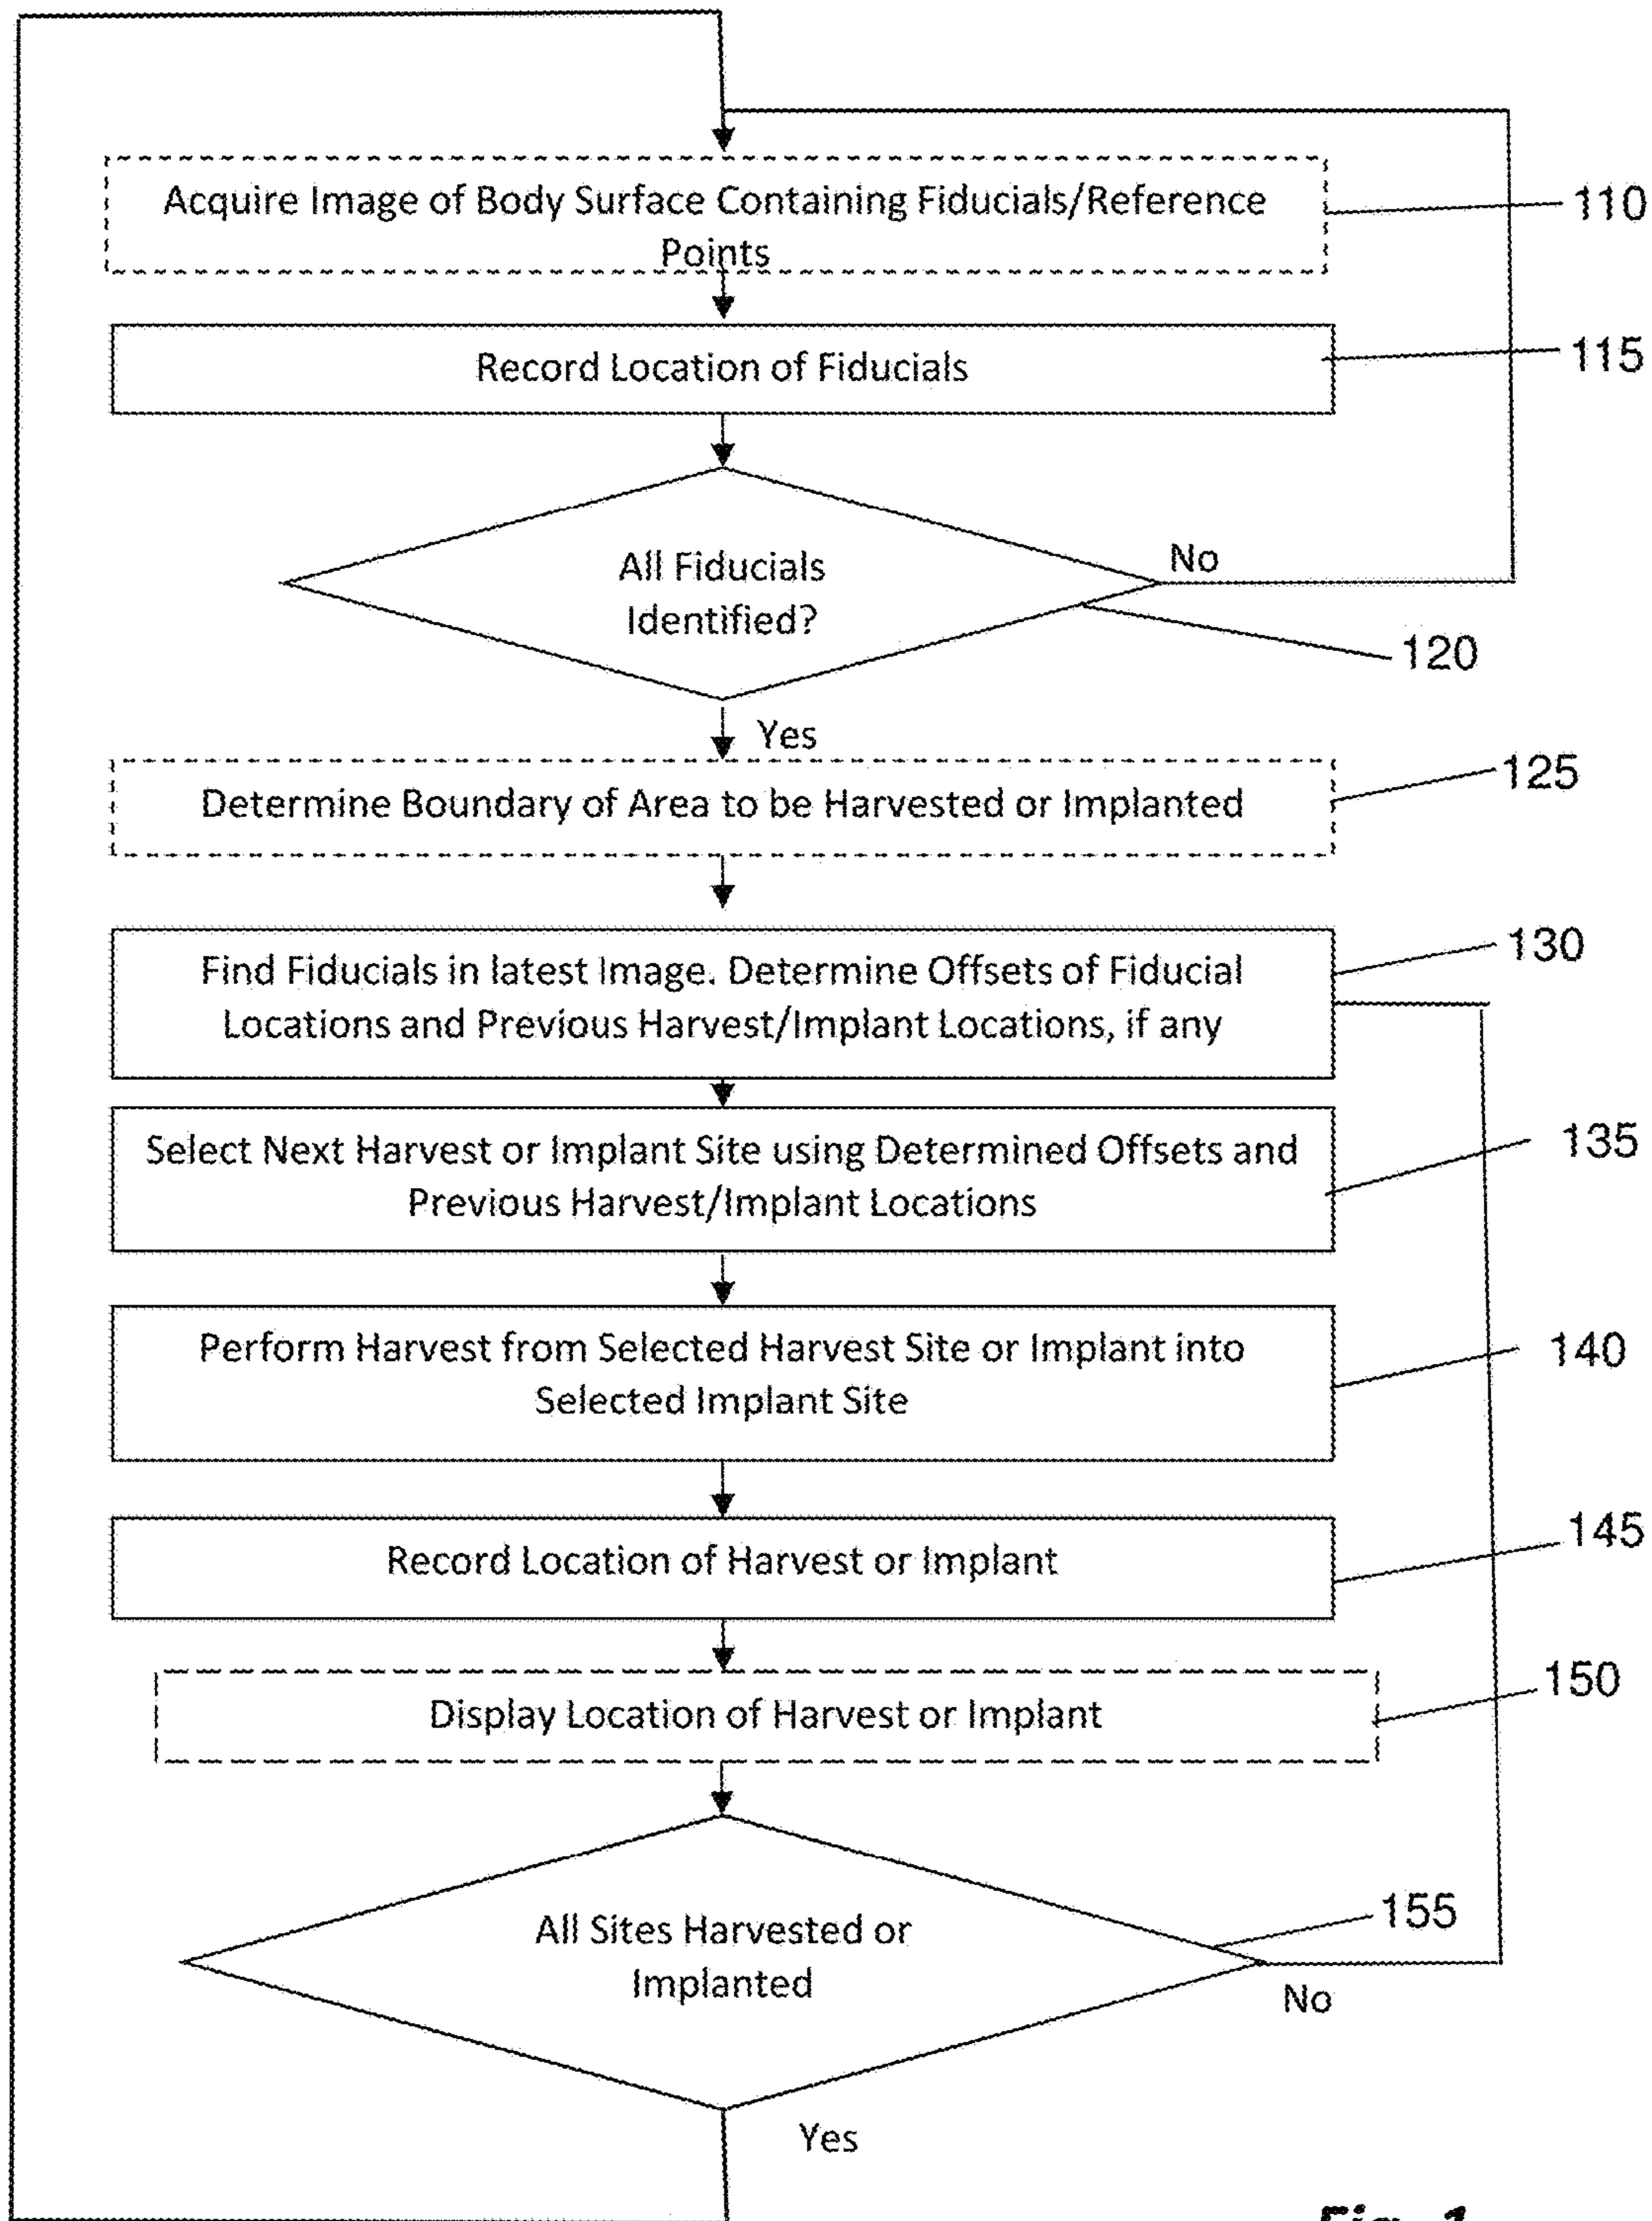 Acquire Image of Body Surface Containing Fiducials/Reference
Points
110
Record Location of Fiducials
115
All Fiducials
Identified?
No
120
Yes
Determine Boundary of Area to be Harvested or Implanted
125
Find Fiducials in latest Image. Determine Offsets of Fiducial
Locations and Previous Harvest/Implant Locations, if any
130
Select Next Harvest or Implant Site using Determined Offsets and
Previous Harvest/Implant Locations
135
Perform Harvest from Selected Harvest Site or Implant into
Selected Implant Site
140
Record Location of Harvest or Implant
145
Display Location of Harvest or Implant
150
All Sites Harvested or
Implanted
155
No
Yes
Fig. 1